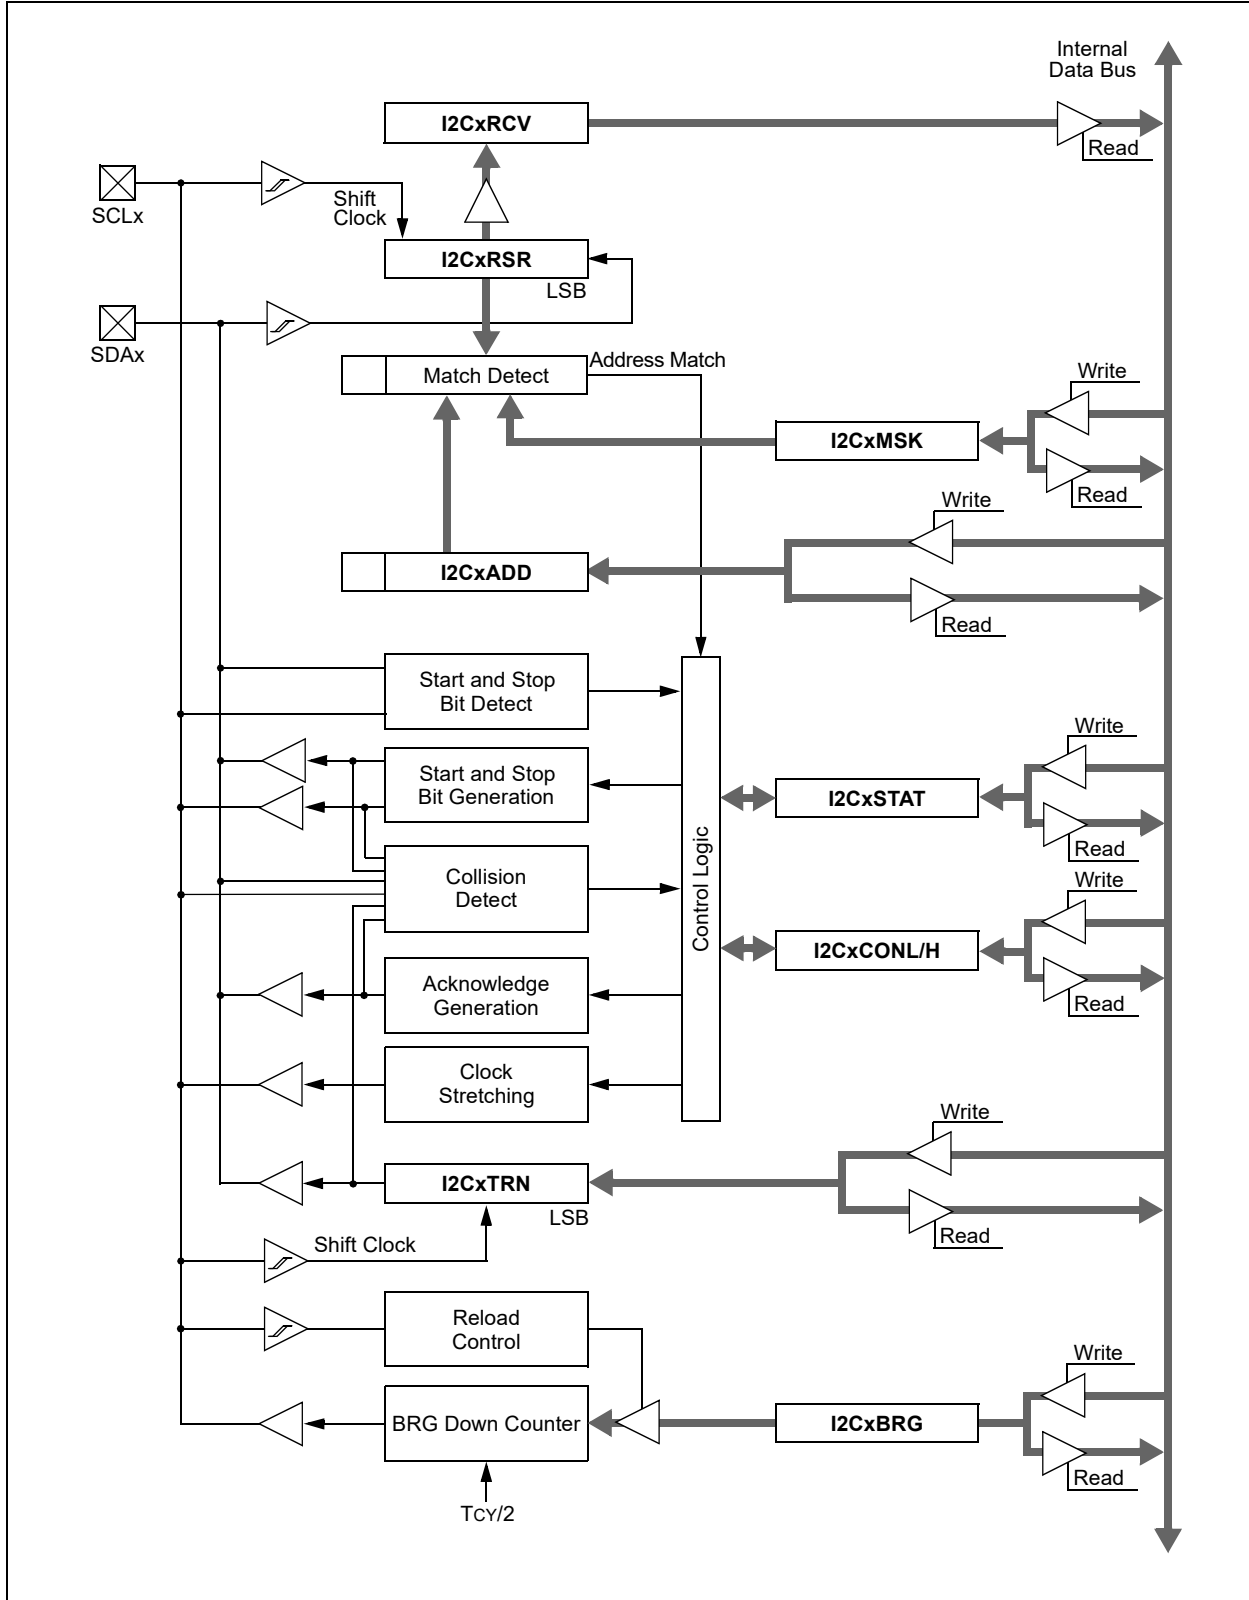 Internal
Data Bus
I2CxRCV
Read
SCLx
Shift
Clock
I2CxRSR
LSB
SDAx
Match Detect
Address Match
Write
I2CxMSK
Read
Write
I2CxADD
Read
Start and Stop
Bit Detect
Start and Stop
Bit Generation
Write
I2CxSTAT
Read
Collision
Detect
Control Logic
Write
I2CxCONL/H
Read
Acknowledge
Generation
Clock
Stretching
Write
I2CxTRN
LSB
Read
Shift Clock
Reload
Control
Write
BRG Down Counter
I2CxBRG
Read
TCY/2